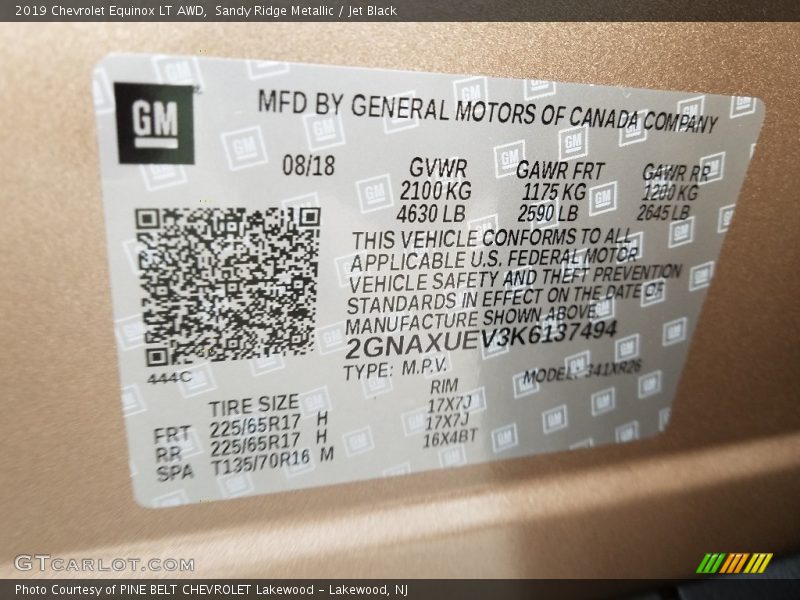 2019 Chevrolet Equinox LT AWD, Sandy Ridge Metallic / Jet Black
GM
MFD BY GENERAL MOTORS OF CANADA COMPANY
08/18 GVWR GAWR FRT GAWR RR
2100 KG 1175 KG 1200 KG
4630 LB 2590 LB 2645 LB
THIS VEHICLE CONFORMS TO ALL
APPLICABLE U.S. FEDERAL MOTOR
VEHICLE SAFETY AND THEFT PREVENTION
STANDARDS IN EFFECT ON THE DATE OF
MANUFACTURE SHOWN ABOVE.
2GNAXUEV3K6137494
444C
TYPE: M.P.V. MODEL: 341XR26
TIRE SIZE RIM
FRT 225/65R17 H 17X7J
RR 225/65R17 H 17X7J
SPA T135/70R16 M 16X4BT
GTCARLOT.COM
Photo Courtesy of PINE BELT CHEVROLET Lakewood - Lakewood, NJ